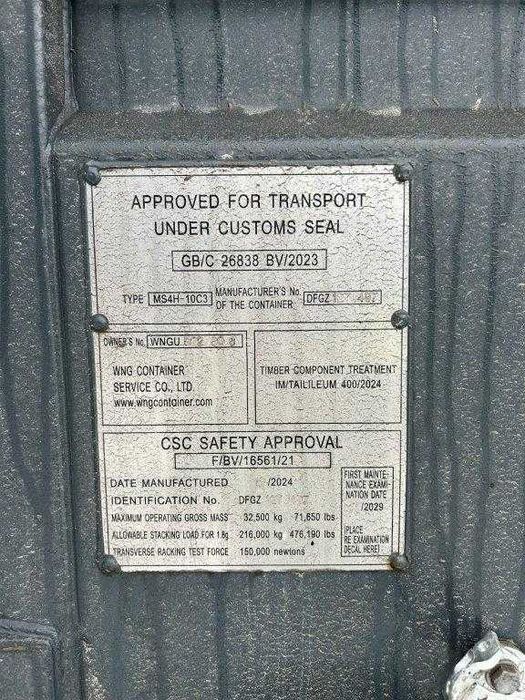 APPROVED FOR TRANSPORT
UNDER CUSTOMS SEAL
GB/C 26838 BV/2023
TYPE MS4H-10C3 MANUFACTURER'S No. OF THE CONTAINER DFGZ
OWNER'S No. WNGU
WNG CONTAINER
SERVICE CO., LTD.
www.wngcontainer.com
TIMBER COMPONENT TREATMENT
IM/TAILILEUM 400/2024
CSC SAFETY APPROVAL
F/BV/16561/21
DATE MANUFACTURED /2024
IDENTIFICATION No. DFGZ
MAXIMUM OPERATING GROSS MASS 32,500 kg 71,650 lbs
ALLOWABLE STACKING LOAD FOR 1.8g 216,000 kg 476,190 lbs
TRANSVERSE RACKING TEST FORCE 150,000 newtons
FIRST MAINTE-
NANCE EXAMI-
NATION DATE
/2029
PLACE
RE EXAMINATION
DECAL HERE